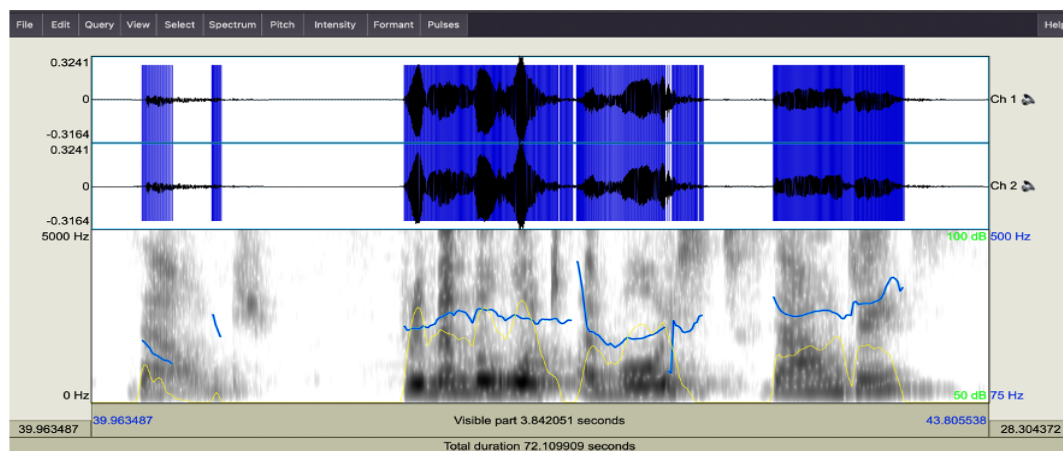 File Edit Query View Select Spectrum Pitch Intensity Formant Pulses Help
0.3241
0
-0.3164
Ch 1
0.3241
0
-0.3164
Ch 2
5000 Hz
100 dB 500 Hz
0 Hz
50 dB 75 Hz
39.963487 Visible part 3.842051 seconds 43.805538
39.963487 28.304372
Total duration 72.109909 seconds